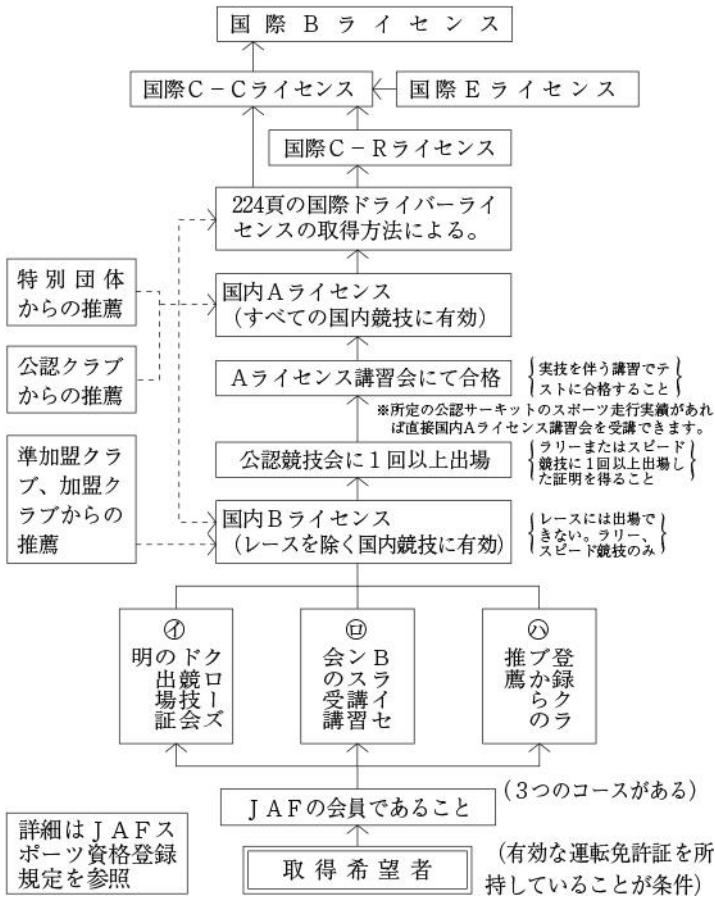 国際Bライセンス
国際C－Cライセンス
国際Eライセンス
国際C－Rライセンス
224頁の国際ドライバーライ
センスの取得方法による。
特別団体
からの推薦
国内Aライセンス
（すべての国内競技に有効）
公認クラブ
からの推薦
Aライセンス講習会にて合格
実技を伴う講習でテ
ストに合格すること
※所定の公認サーキットのスポーツ走行実績があれ
ば直接国内Aライセンス講習会を受講できます。
準加盟クラ
ブ、加盟ク
ラブからの
推薦
公認競技会に１回以上出場
ラリーまたはスピード
競技に１回以上出場し
た証明を得ること
国内Bライセンス
（レースを除く国内競技に有効）
レースには出場で
きない。ラリー、
スピード競技のみ
㋑
クローズ
ド競技会
の出場証
明
㋺
Bライセ
ンス講習
会の受講
㋩
登録クラ
ブからの
推薦
（３つのコースがある）
JAFの会員であること
詳細はJAFス
ポーツ資格登録
規定を参照
取得希望者
（有効な運転免許証を所
持していることが条件）